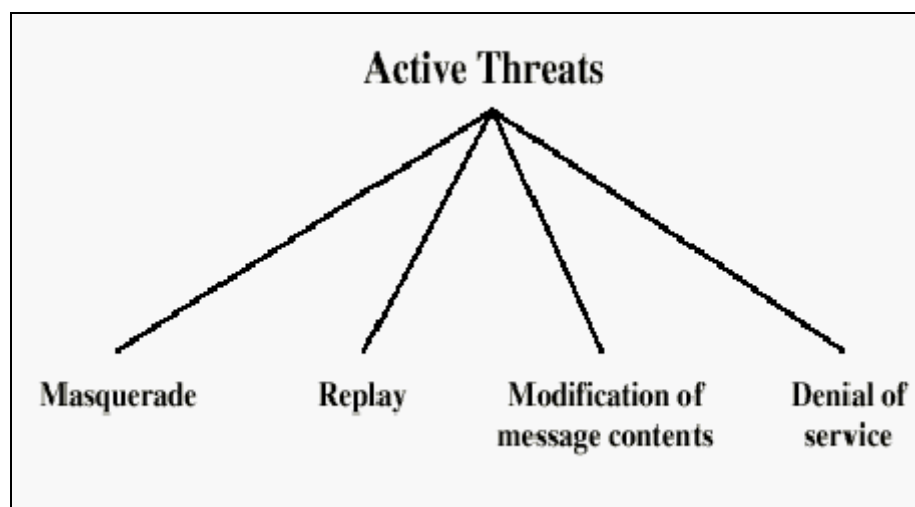 Active Threats
Masquerade
Replay
Modification of
message contents
Denial of
service